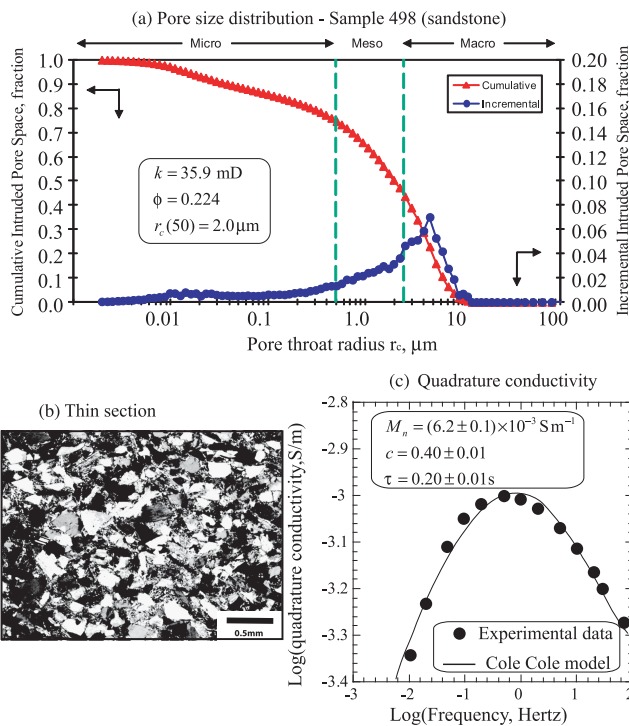 (a) Pore size distribution - Sample 498 (sandstone)
Micro Meso Macro
Cumulative Intruded Pore Space, fraction
1.0
0.9
0.8
0.7
0.6
0.5
0.4
0.3
0.2
0.1
0.0
k = 35.9 mD
ϕ = 0.224
r_c(50) = 2.0 μm
Cumulative
Incremental
0.20
0.18
0.16
0.14
0.12
0.10
0.08
0.06
0.04
0.02
0.00
Incremental Intruded Pore Space, fraction
0.01 0.1 1.0 10 100
Pore throat radius r_c, μm
(b) Thin section
0.5mm
(c) Quadrature conductivity
Log(quadrature conductivity,S/m)
-2.8
-2.9
-3
-3.1
-3.2
-3.3
-3.4
M_n = (6.2±0.1)×10⁻³ S m⁻¹
c = 0.40±0.01
τ = 0.20±0.01s
Experimental data
Cole Cole model
-3 -2 -1 0 1 2
Log(Frequency, Hertz)